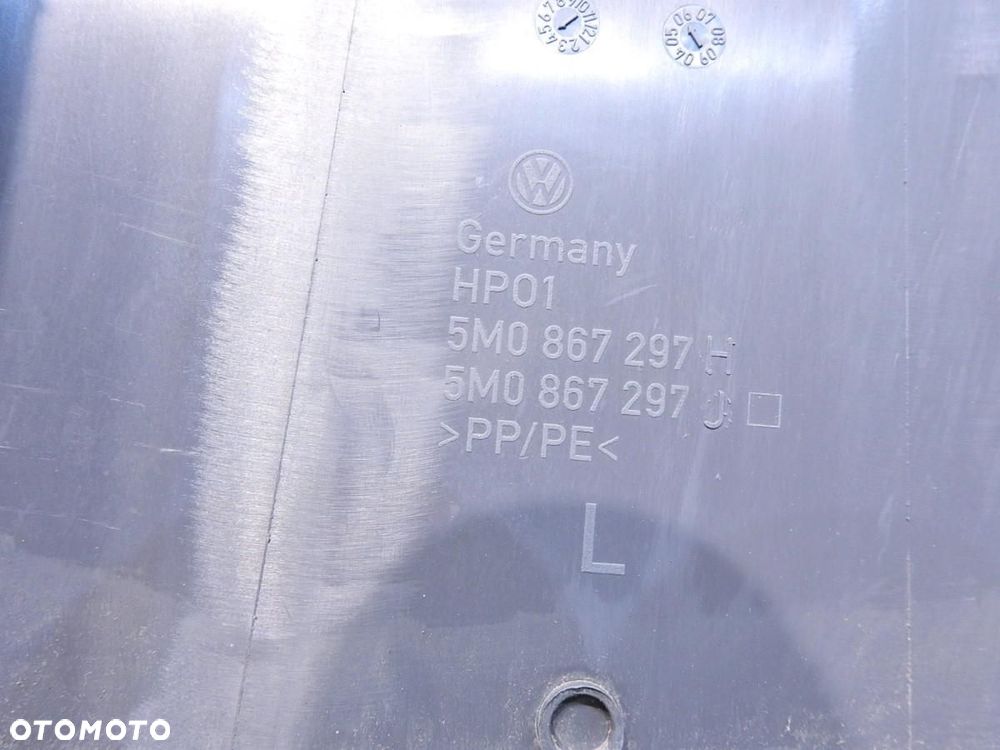 Germany
HP01
5M0 867 297 H
5M0 867 297 J
>PP/PE<
L
OTOMOTO